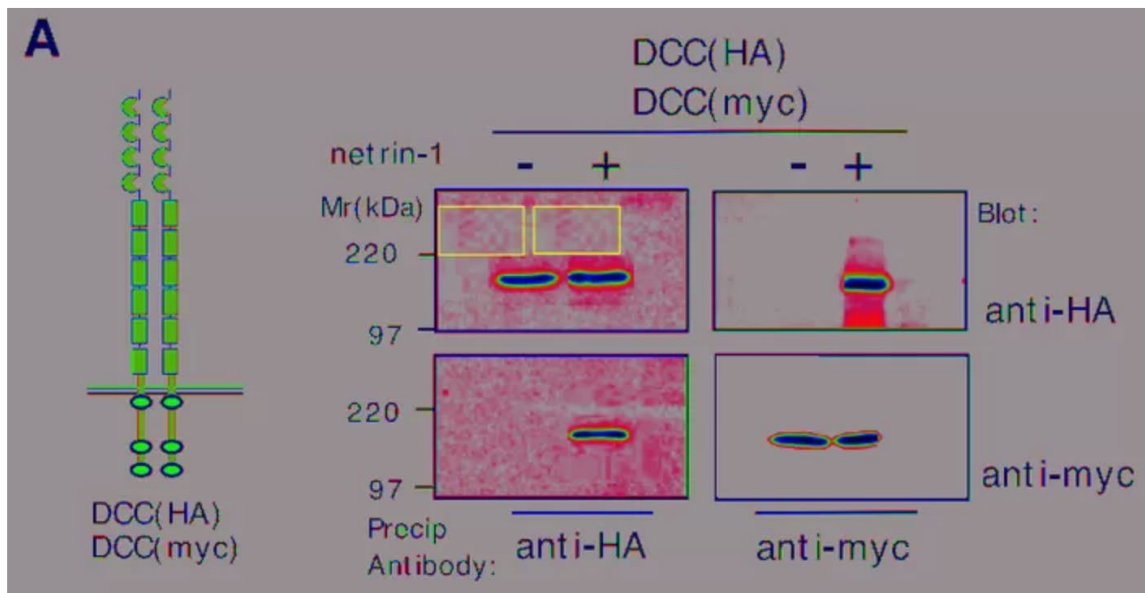 A
DCC(HA)
DCC(myc)
netrin-1 - + - +
Mr(kDa)
220
97
Blot:
anti-HA
220
97
anti-myc
DCC(HA)
DCC(myc)
Precip
Antibody:
anti-HA
anti-myc